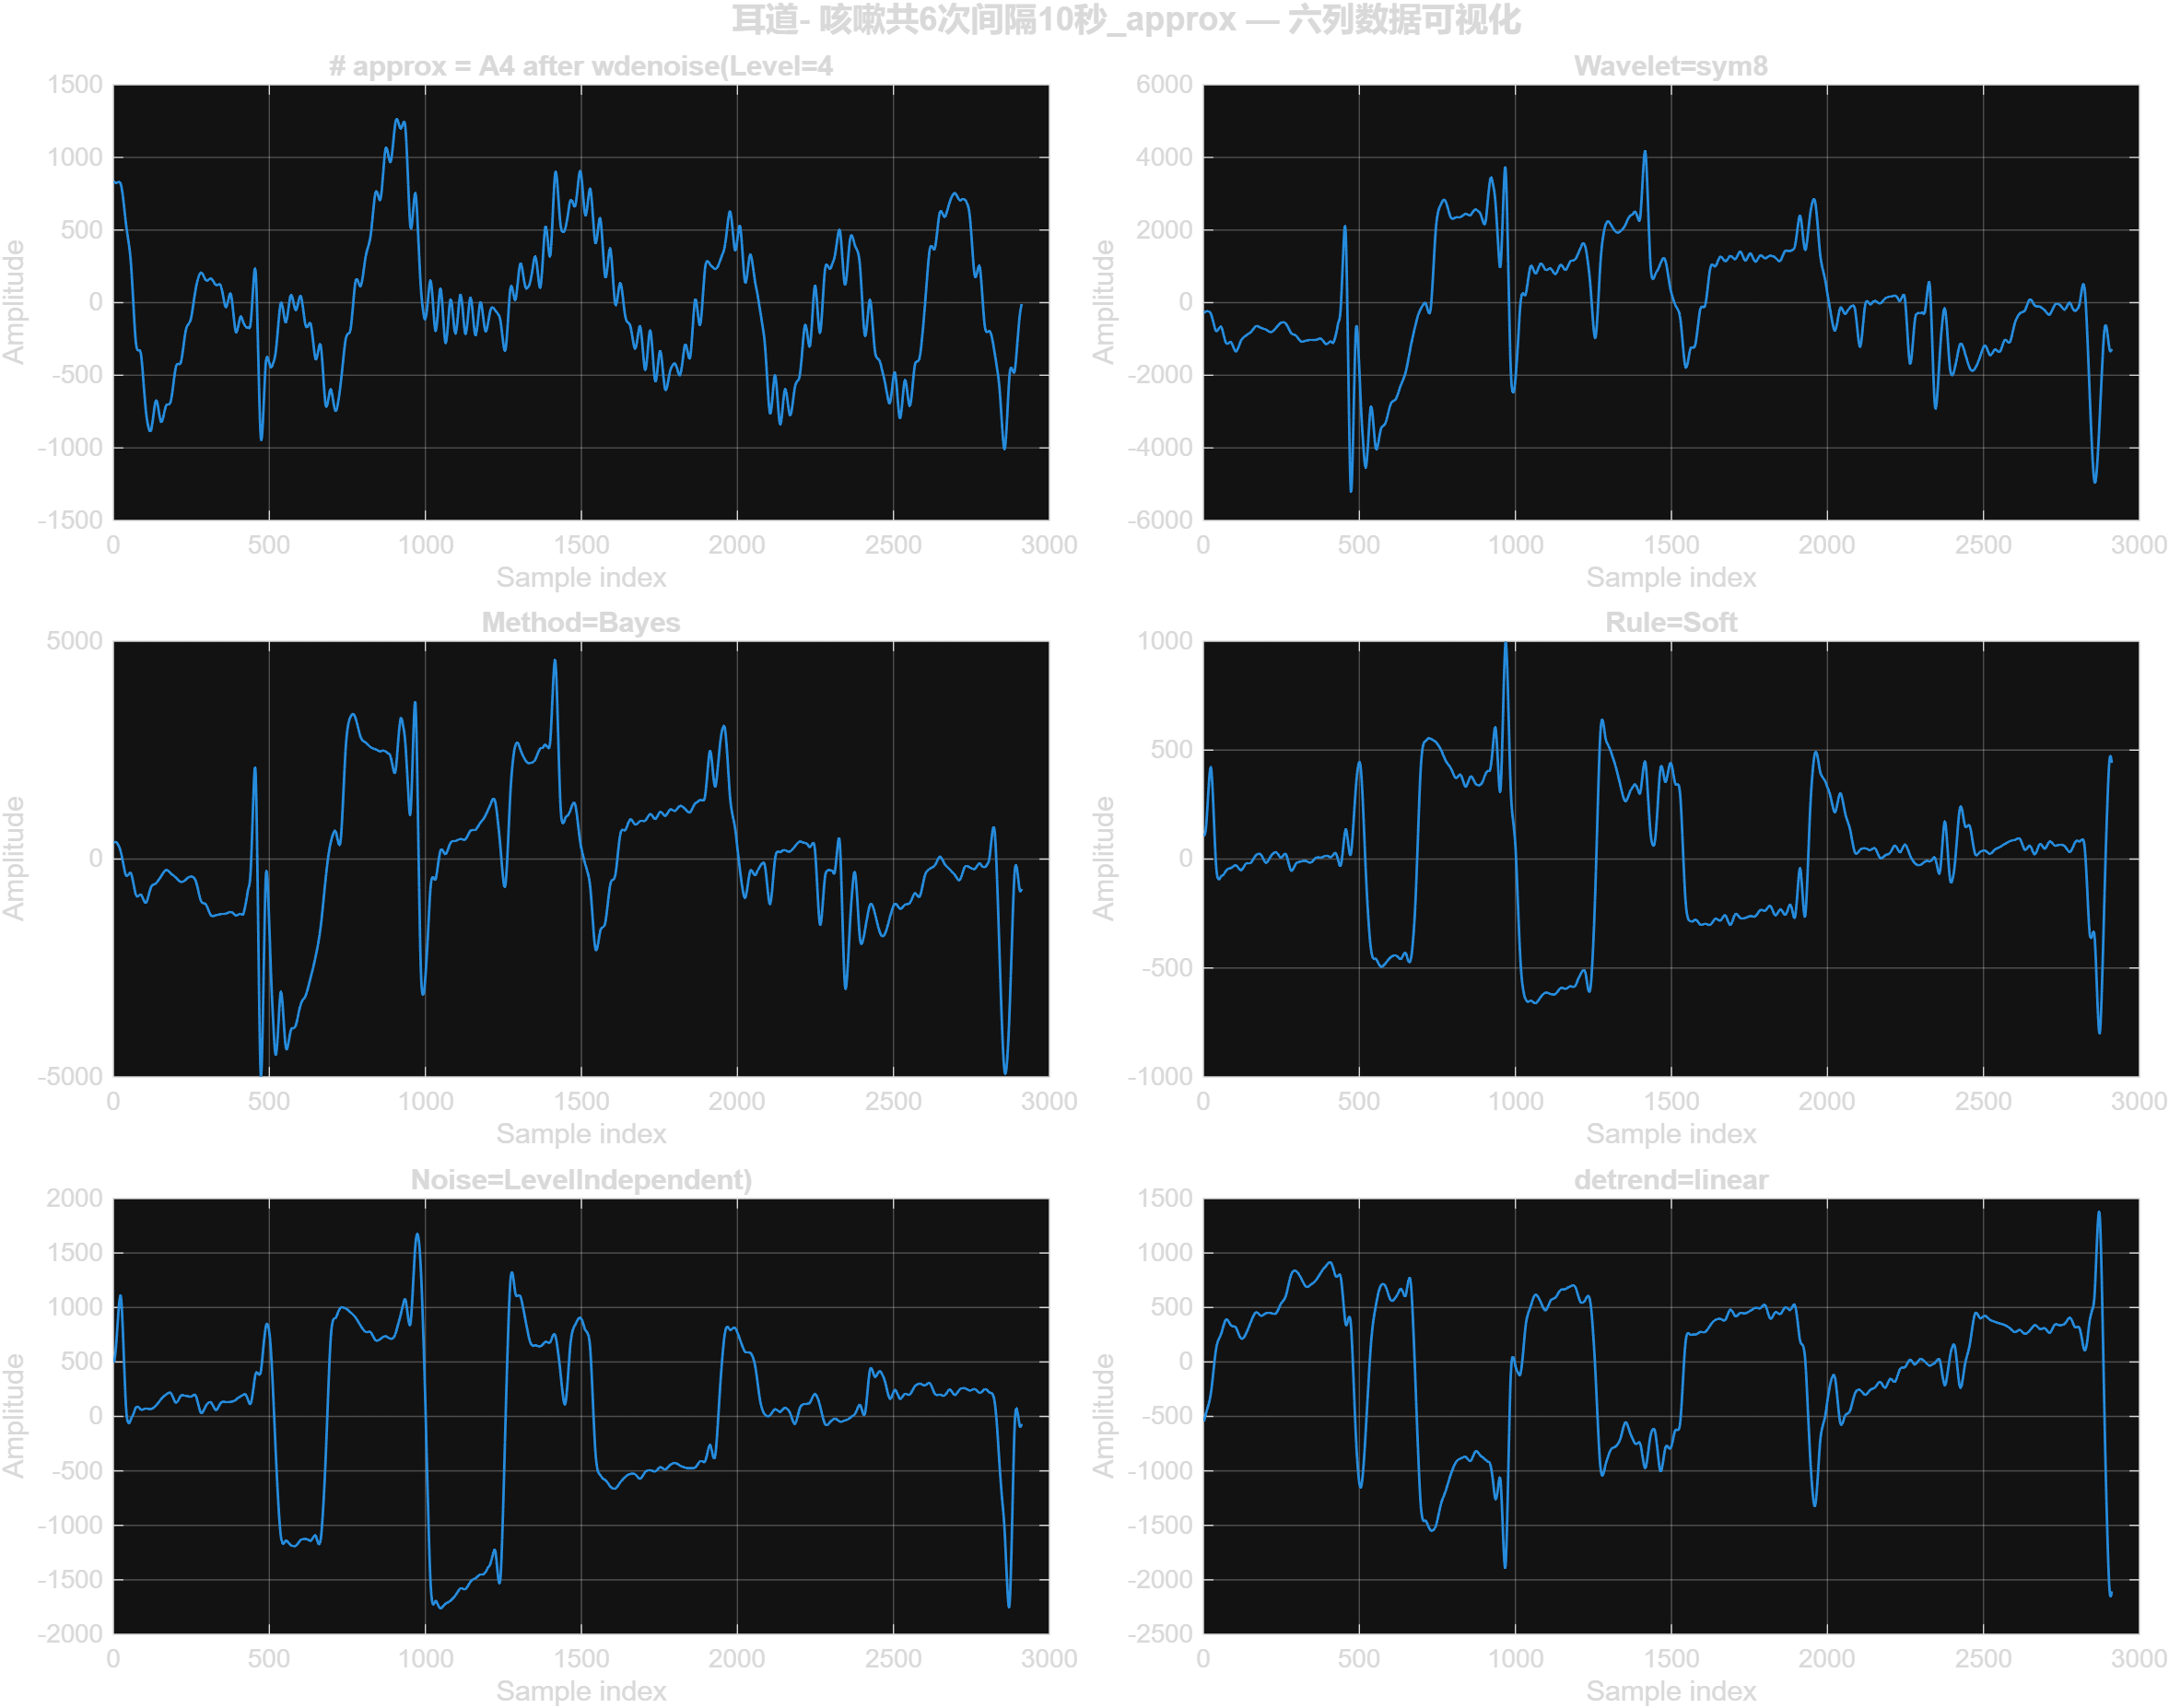 耳道- 咳嗽共6次间隔10秒_approx — 六列数据可视化
# approx = A4 after wdenoise(Level=4
1500
1000
500
0
-500
-1000
-1500
Amplitude
0 500 1000 1500 2000 2500 3000
Sample index
Wavelet=sym8
6000
4000
2000
0
-2000
-4000
-6000
Amplitude
0 500 1000 1500 2000 2500 3000
Sample index
Method=Bayes
5000
0
-5000
Amplitude
0 500 1000 1500 2000 2500 3000
Sample index
Rule=Soft
1000
500
0
-500
-1000
Amplitude
0 500 1000 1500 2000 2500 3000
Sample index
Noise=LevelIndependent)
2000
1500
1000
500
0
-500
-1000
-1500
-2000
Amplitude
0 500 1000 1500 2000 2500 3000
Sample index
detrend=linear
1500
1000
500
0
-500
-1000
-1500
-2000
-2500
Amplitude
0 500 1000 1500 2000 2500 3000
Sample index